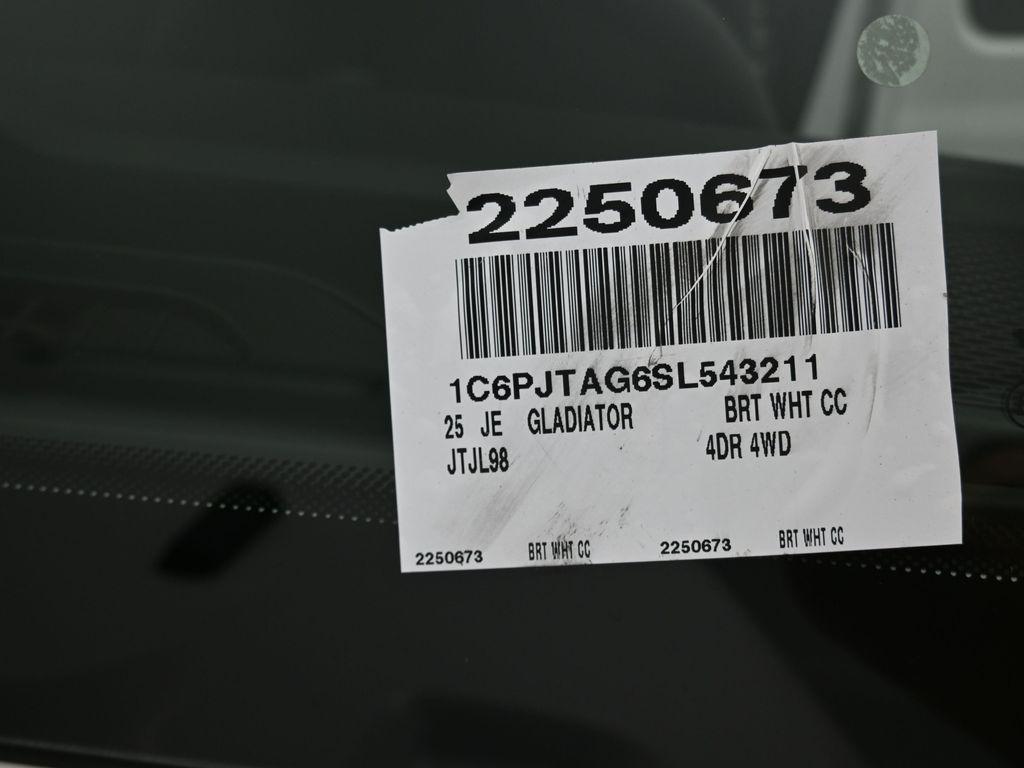 2250673
1C6PJTAG6SL543211
25 JE GLADIATOR BRT WHT CC
JTJL98 4DR 4WD
2250673 BRT WHT CC 2250673 BRT WHT CC